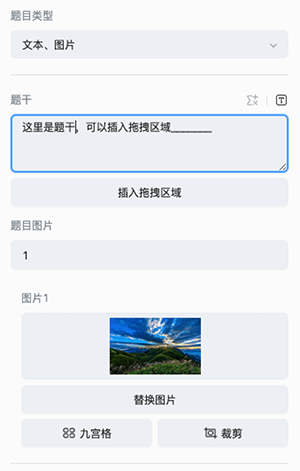 题目类型
文本、图片
题干
这里是题干，可以插入拖拽区域________
插入拖拽区域
题目图片
1
图片1
替换图片
九宫格
裁剪